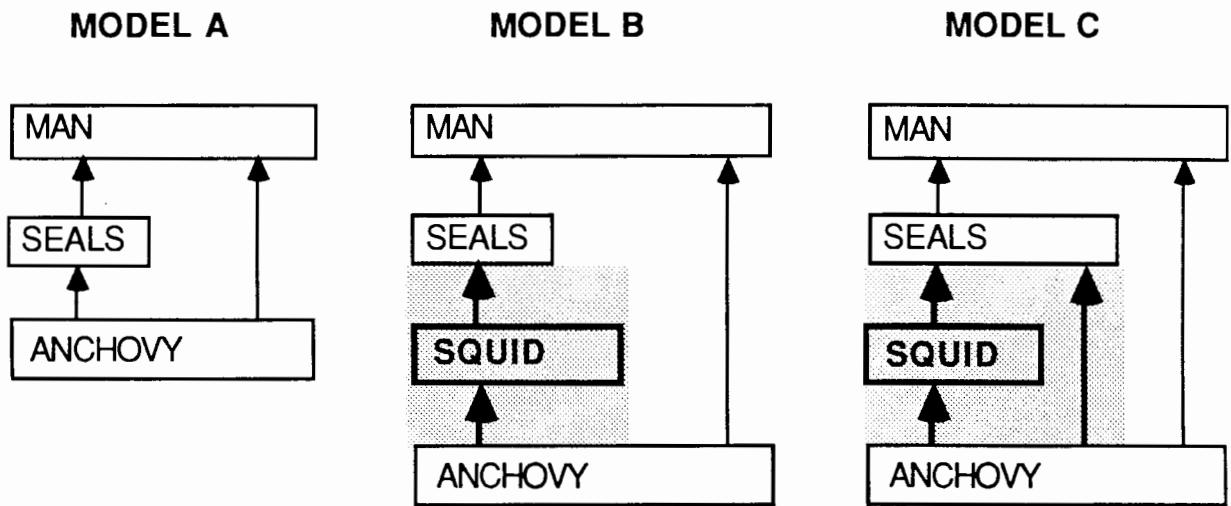 MODEL A
MODEL B
MODEL C
MAN
MAN
MAN
SEALS
SEALS
SEALS
SQUID
SQUID
ANCHOVY
ANCHOVY
ANCHOVY